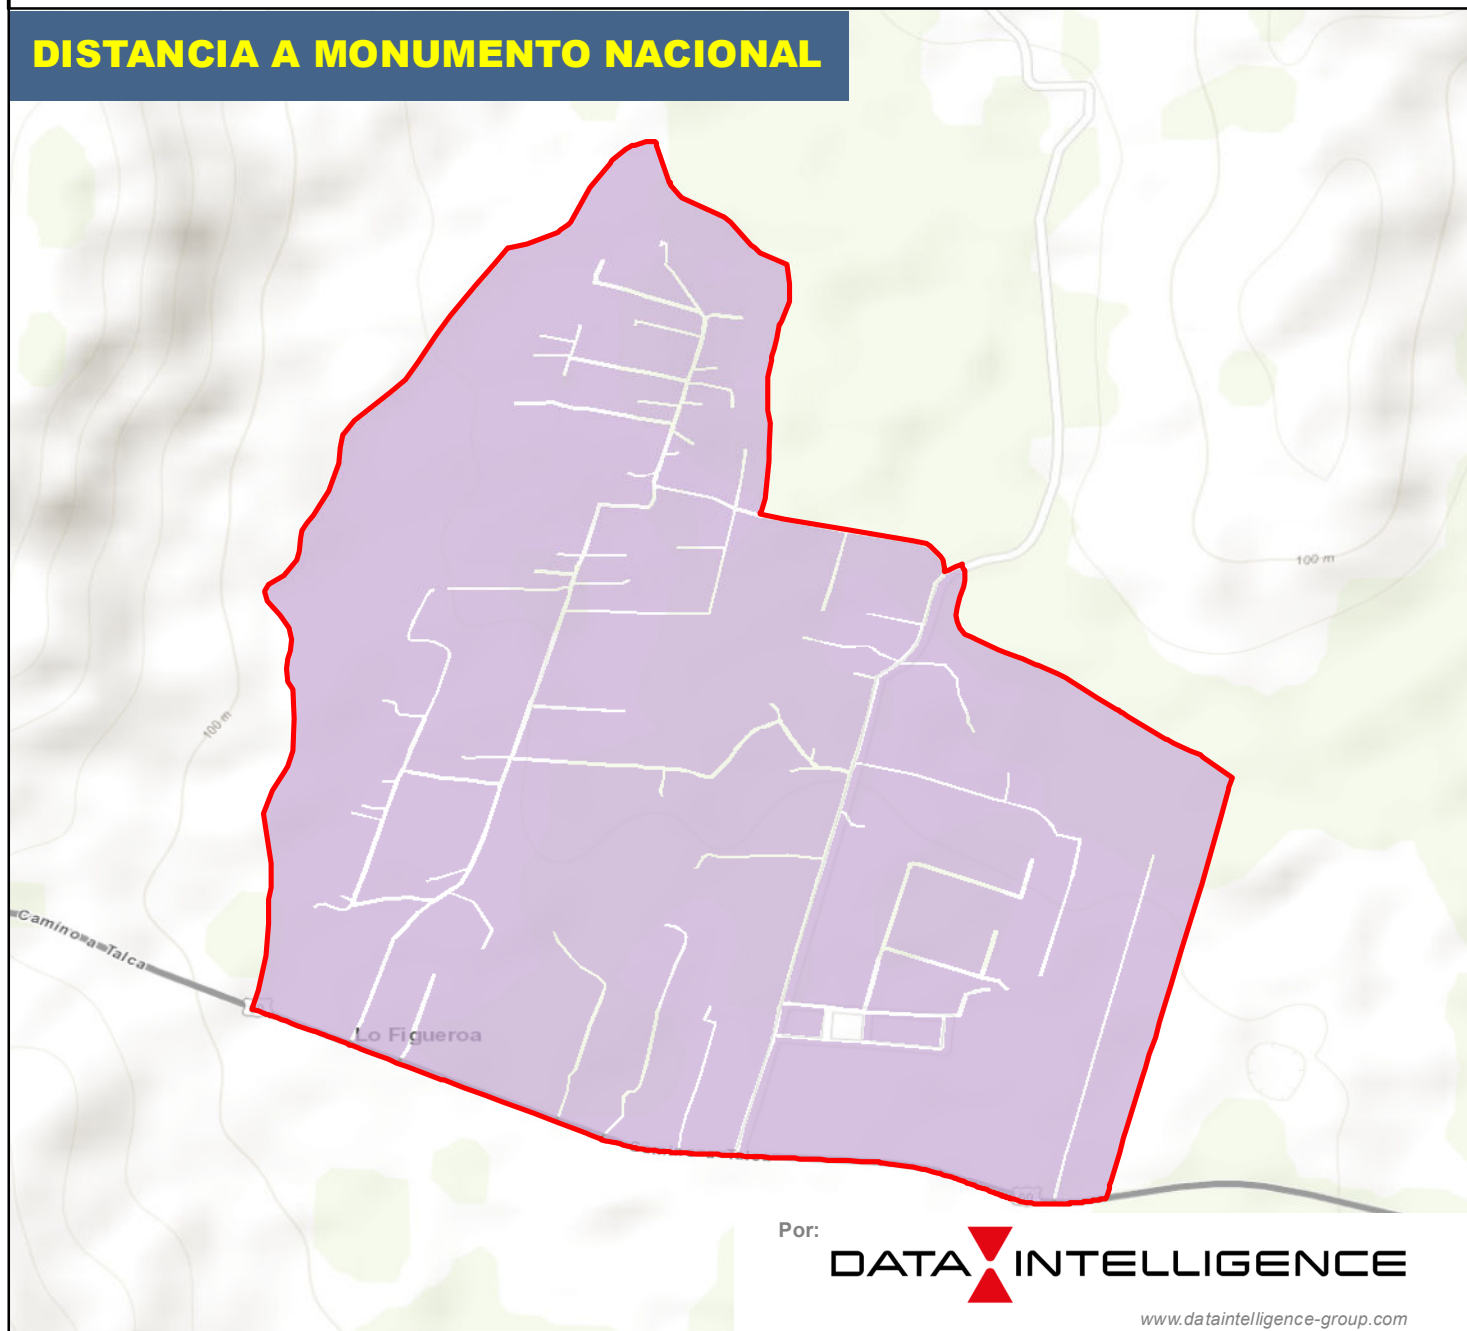 DISTANCIA A MONUMENTO NACIONAL
100 m
100 m
Camino a Talca
Lo Figueroa
Por:
DATA INTELLIGENCE
www.dataintelligence-group.com